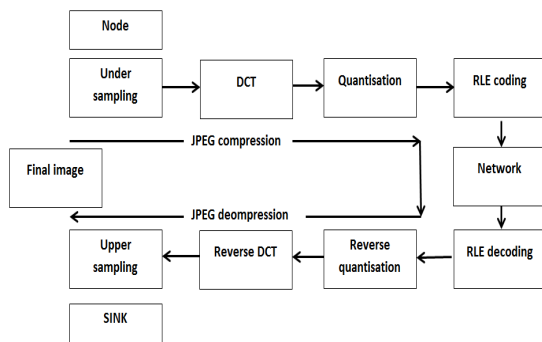 Node
Under
sampling
DCT
Quantisation
RLE coding
JPEG compression
Final image
Network
JPEG deompression
Upper
sampling
Reverse DCT
Reverse
quantisation
RLE decoding
SINK